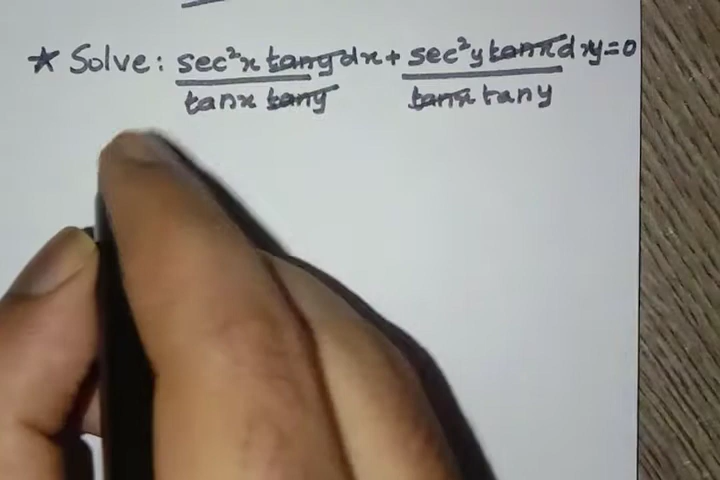 * Solve: sec²x tany dx + sec²y tanx dy = 0
tanx tany tanx tany